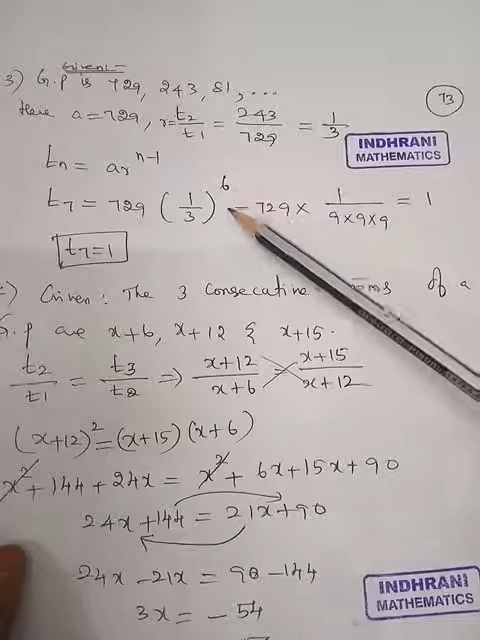 Given:-
3) G.P is 729, 243, 81, ...
73
Here a = 729, r = t₂/t₁ = 243/729 = 1/3
INDHRANI
MATHEMATICS
tₙ = arⁿ⁻¹
t₇ = 729 (1/3)⁶ = 729 × 1/(9×9×9) = 1
t₇ = 1
Given: The 3 Consecutive of a
G.P are x+6, x+12 & x+15.
t₂/t₁ = t₃/t₂ ⇒ (x+12)/(x+6) = (x+15)/(x+12)
(x+12)² = (x+15)(x+6)
x² + 144 + 24x = x² + 6x + 15x + 90
24x + 144 = 21x + 90
24x - 21x = 90 - 144
INDHRANI
MATHEMATICS
3x = - 54